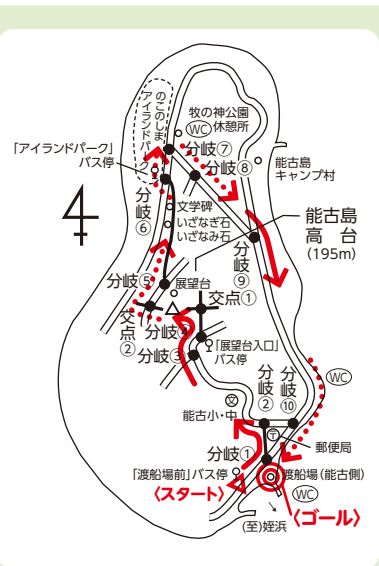 のこのしま
アイランドパーク
牧の神公園
WC 休憩所
「アイランドパーク」
バス停
分岐⑦
分岐⑧
能古島
キャンプ村
分岐⑥
文学碑
いざなぎ石
いざなみ石
能古島
高台
(195m)
分岐⑨
分岐⑤
展望台
交点①
交点②
分岐④
分岐③
「展望台入口」
バス停
WC
分岐②
分岐⑩
文
能古小・中
〒
郵便局
分岐①
「渡船場前」バス停
渡船場(能古側)
〈スタート〉
WC
〈ゴール〉
(至)姪浜